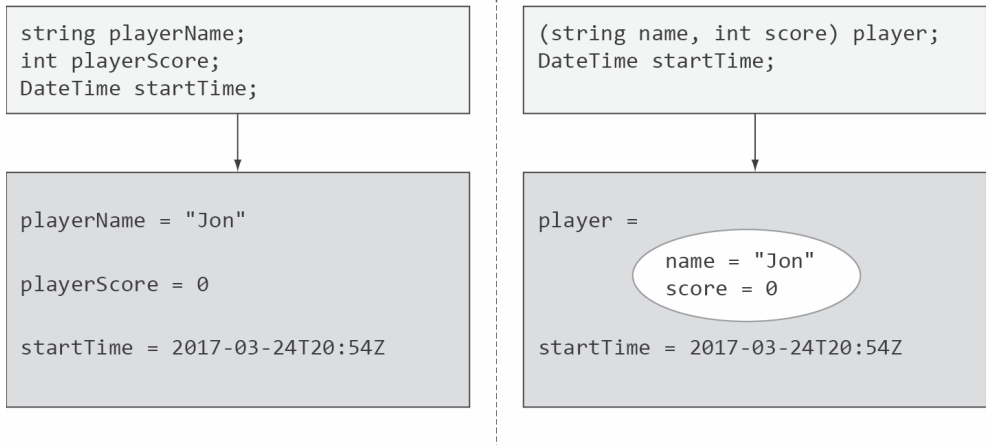 string playerName;
int playerScore;
DateTime startTime;
playerName = "Jon"
playerScore = 0
startTime = 2017-03-24T20:54Z
(string name, int score) player;
DateTime startTime;
player =
name = "Jon"
score = 0
startTime = 2017-03-24T20:54Z